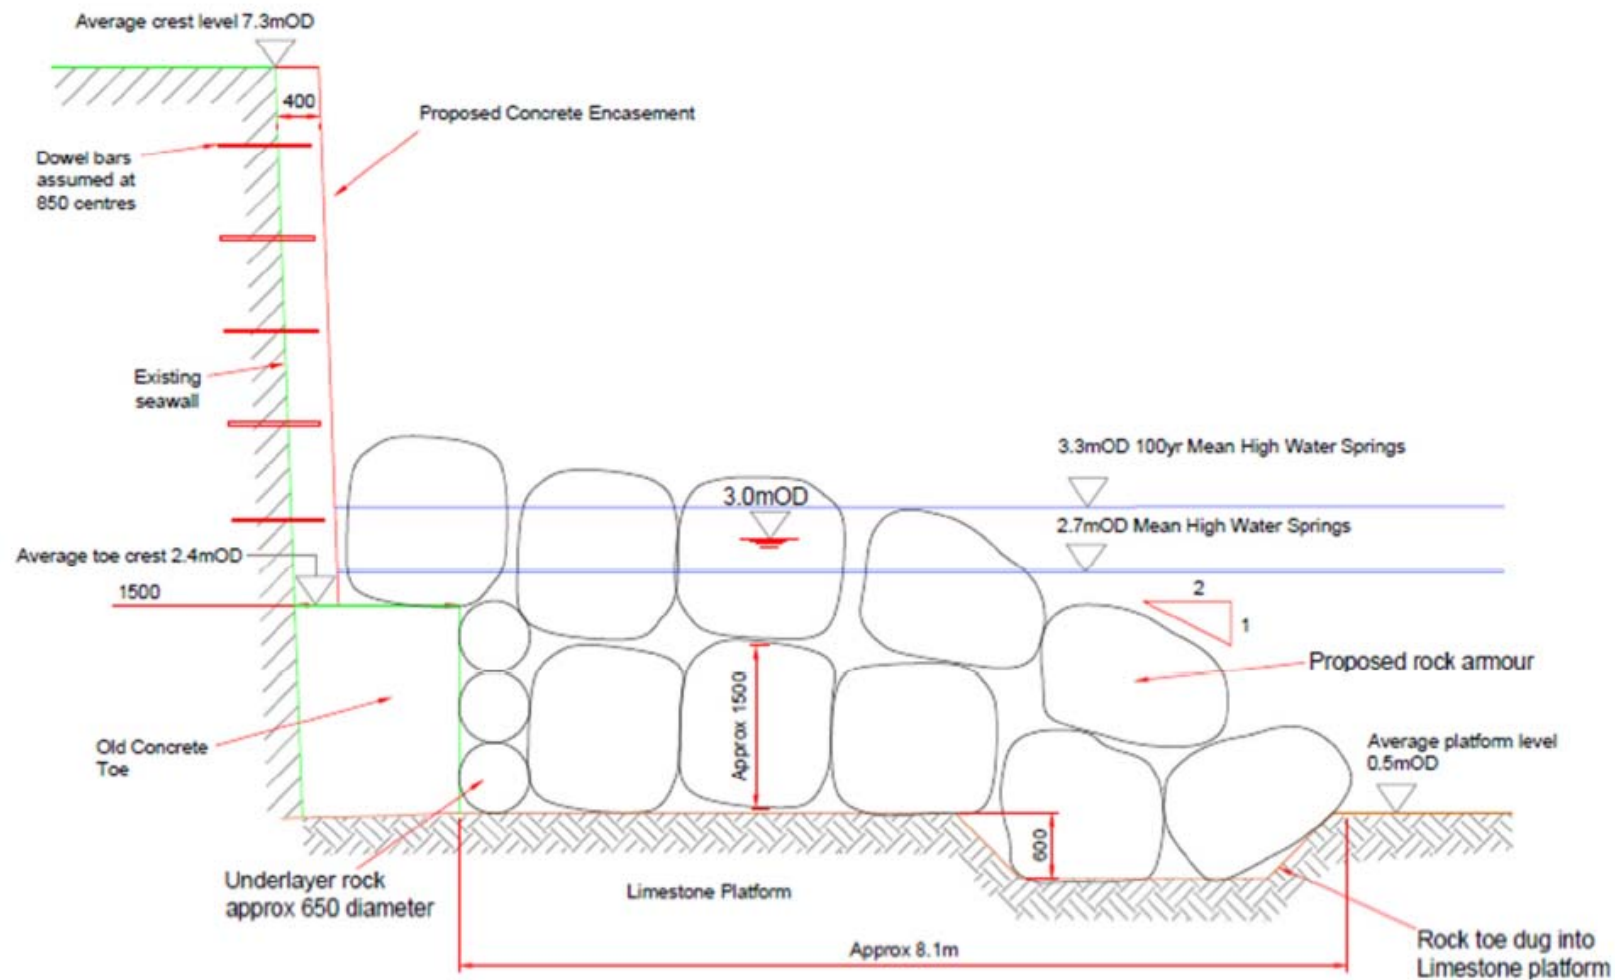 Average crest level 7.3mOD
400
Proposed Concrete Encasement
Dowel bars
assumed at
850 centres
Existing
seawall
3.3mOD 100yr Mean High Water Springs
3.0mOD
2.7mOD Mean High Water Springs
Average toe crest 2.4mOD
1500
2
1
Proposed rock armour
Approx 1500
Old Concrete
Toe
Average platform level
0.5mOD
600
Underlayer rock
approx 650 diameter
Limestone Platform
Approx 8.1m
Rock toe dug into
Limestone platform